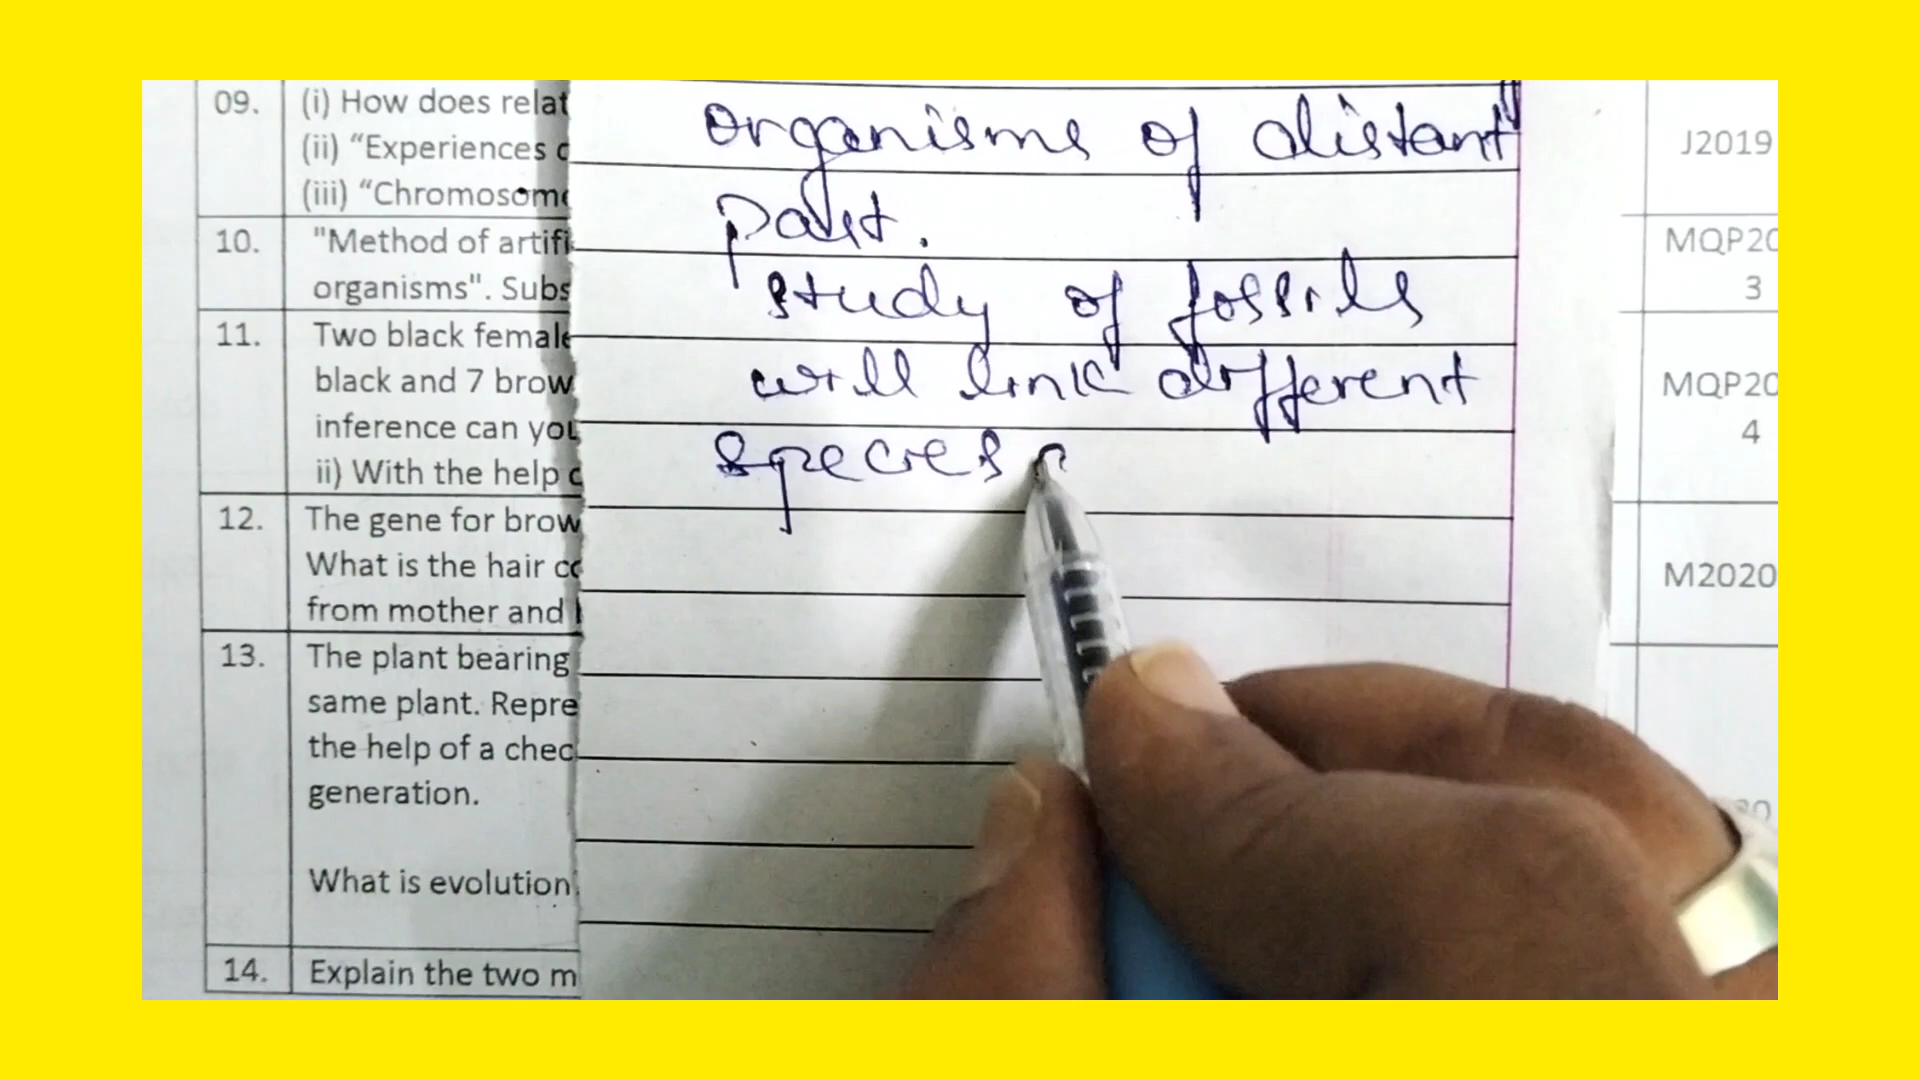 09. (i) How does relat
(ii) “Experiences
(iii) “Chromosom
10. "Method of artifi
organisms". Subs
11. Two black female
black and 7 brow
inference can you
ii) With the help
12. The gene for brow
What is the hair
from mother and
13. The plant bearing
same plant. Repre
the help of a chec
generation.
What is evolution
14. Explain the two m
organisms of distant
past.
study of fossils
will link different
species
J2019
MQP20
3
MQP20
4
M2020